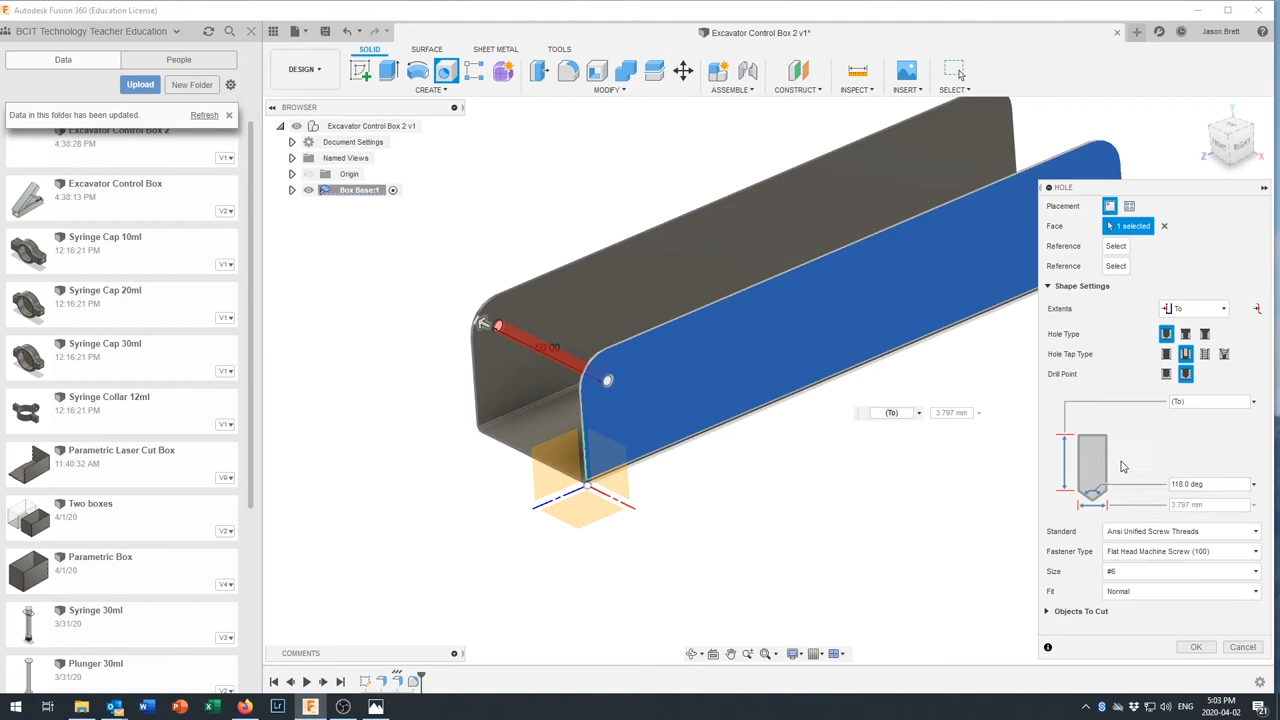 Autodesk Fusion 360 (Education License)
BCIT Technology Teacher Education
Excavator Control Box 2 v1*
Jason Brett
Data
People
Upload
New Folder
Data in this folder has been updated.
Refresh
Excavator Control Box 2
4:38:28 PM
V1
Excavator Control Box
4:38:13 PM
V2
Syringe Cap 10ml
12:16:21 PM
V1
Syringe Cap 20ml
12:16:21 PM
V1
Syringe Cap 30ml
12:16:21 PM
V1
Syringe Collar 12ml
12:16:21 PM
V1
Parametric Laser Cut Box
11:40:32 AM
V9
Two boxes
4/1/20
V2
Parametric Box
4/1/20
V4
Syringe 30ml
3/31/20
V3
Plunger 30ml
3/31/20
V2
SOLID
SURFACE
SHEET METAL
TOOLS
DESIGN
CREATE
MODIFY
ASSEMBLE
CONSTRUCT
INSPECT
INSERT
SELECT
BROWSER
Excavator Control Box 2 v1
Document Settings
Named Views
Origin
Box Base:1
50.00
(To)
3.797 mm
FRONT
RIGHT
Y
Z
X
HOLE
Placement
Face
1 selected
Reference
Select
Reference
Select
Shape Settings
Extents
To
Hole Type
Hole Tap Type
Drill Point
(To)
118.0 deg
3.797 mm
Standard
Ansi Unified Screw Threads
Fastener Type
Flat Head Machine Screw (100)
Size
#6
Fit
Normal
Objects To Cut
OK
Cancel
COMMENTS
ENG
5:03 PM
2020-04-02
21